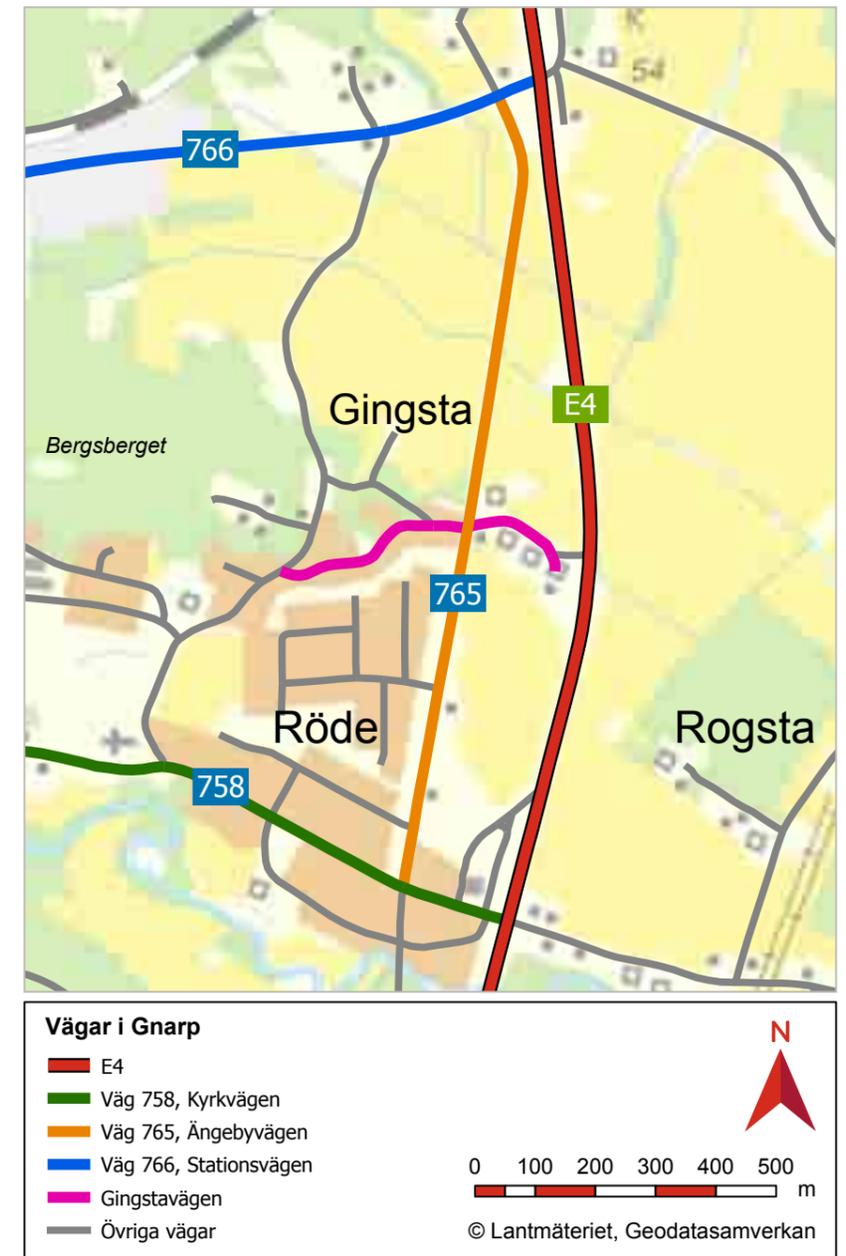 K
54
766
Gingsta
E4
Bergsberget
765
Röde
Rogsta
758
Vägar i Gnarp
E4
Väg 758, Kyrkvägen
Väg 765, Ängebyvägen
Väg 766, Stationsvägen
Gingstavägen
Övriga vägar
N
0 100 200 300 400 500
m
© Lantmäteriet, Geodatasamverkan